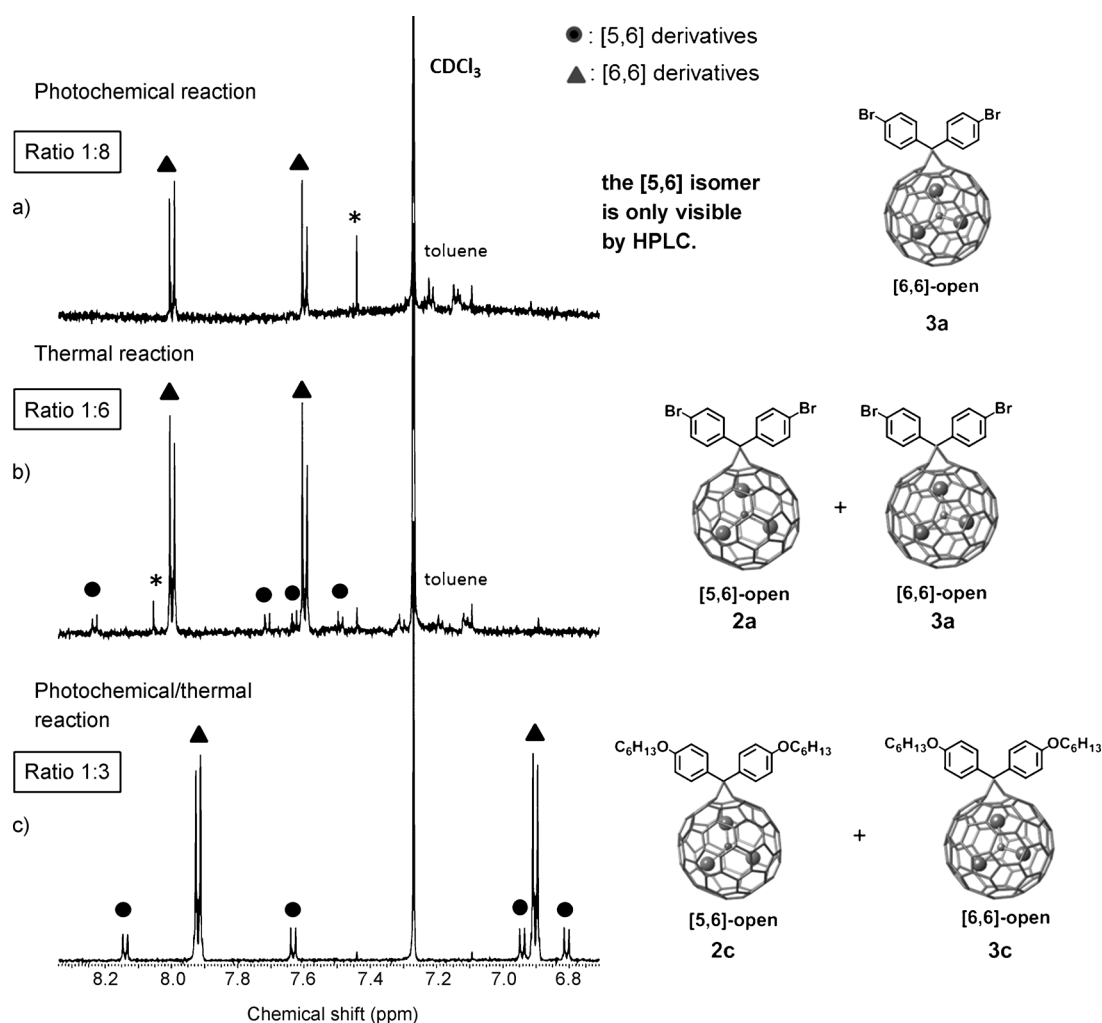 : [5,6] derivatives
: [6,6] derivatives
CDCl3
Photochemical reaction
Ratio 1:8
a)
*
toluene
the [5,6] isomer
is only visible
by HPLC.
Br
Br
[6,6]-open
3a
Thermal reaction
Ratio 1:6
b)
*
toluene
Br
Br
[5,6]-open
2a
+
Br
Br
[6,6]-open
3a
Photochemical/thermal
reaction
Ratio 1:3
c)
C6H13O
OC6H13
[5,6]-open
2c
+
C6H13O
OC6H13
[6,6]-open
3c
8.2 8.0 7.8 7.6 7.4 7.2 7.0 6.8
Chemical shift (ppm)